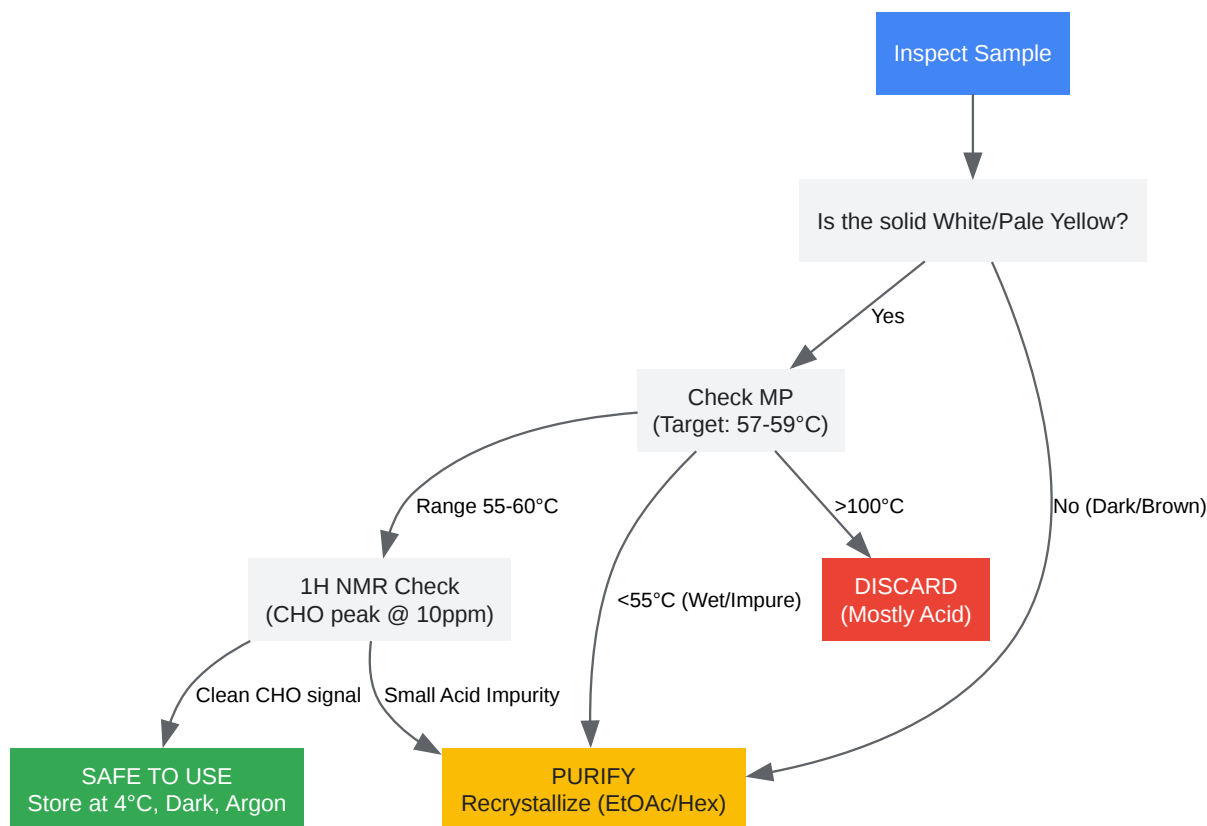 Inspect Sample
Is the solid White/Pale Yellow?
Yes
Check MP
(Target: 57-59°C)
Range 55-60°C
>100°C
No (Dark/Brown)
1H NMR Check
(CHO peak @ 10ppm)
<55°C (Wet/Impure)
DISCARD
(Mostly Acid)
Clean CHO signal
Small Acid Impurity
SAFE TO USE
Store at 4°C, Dark, Argon
PURIFY
Recrystallize (EtOAc/Hex)